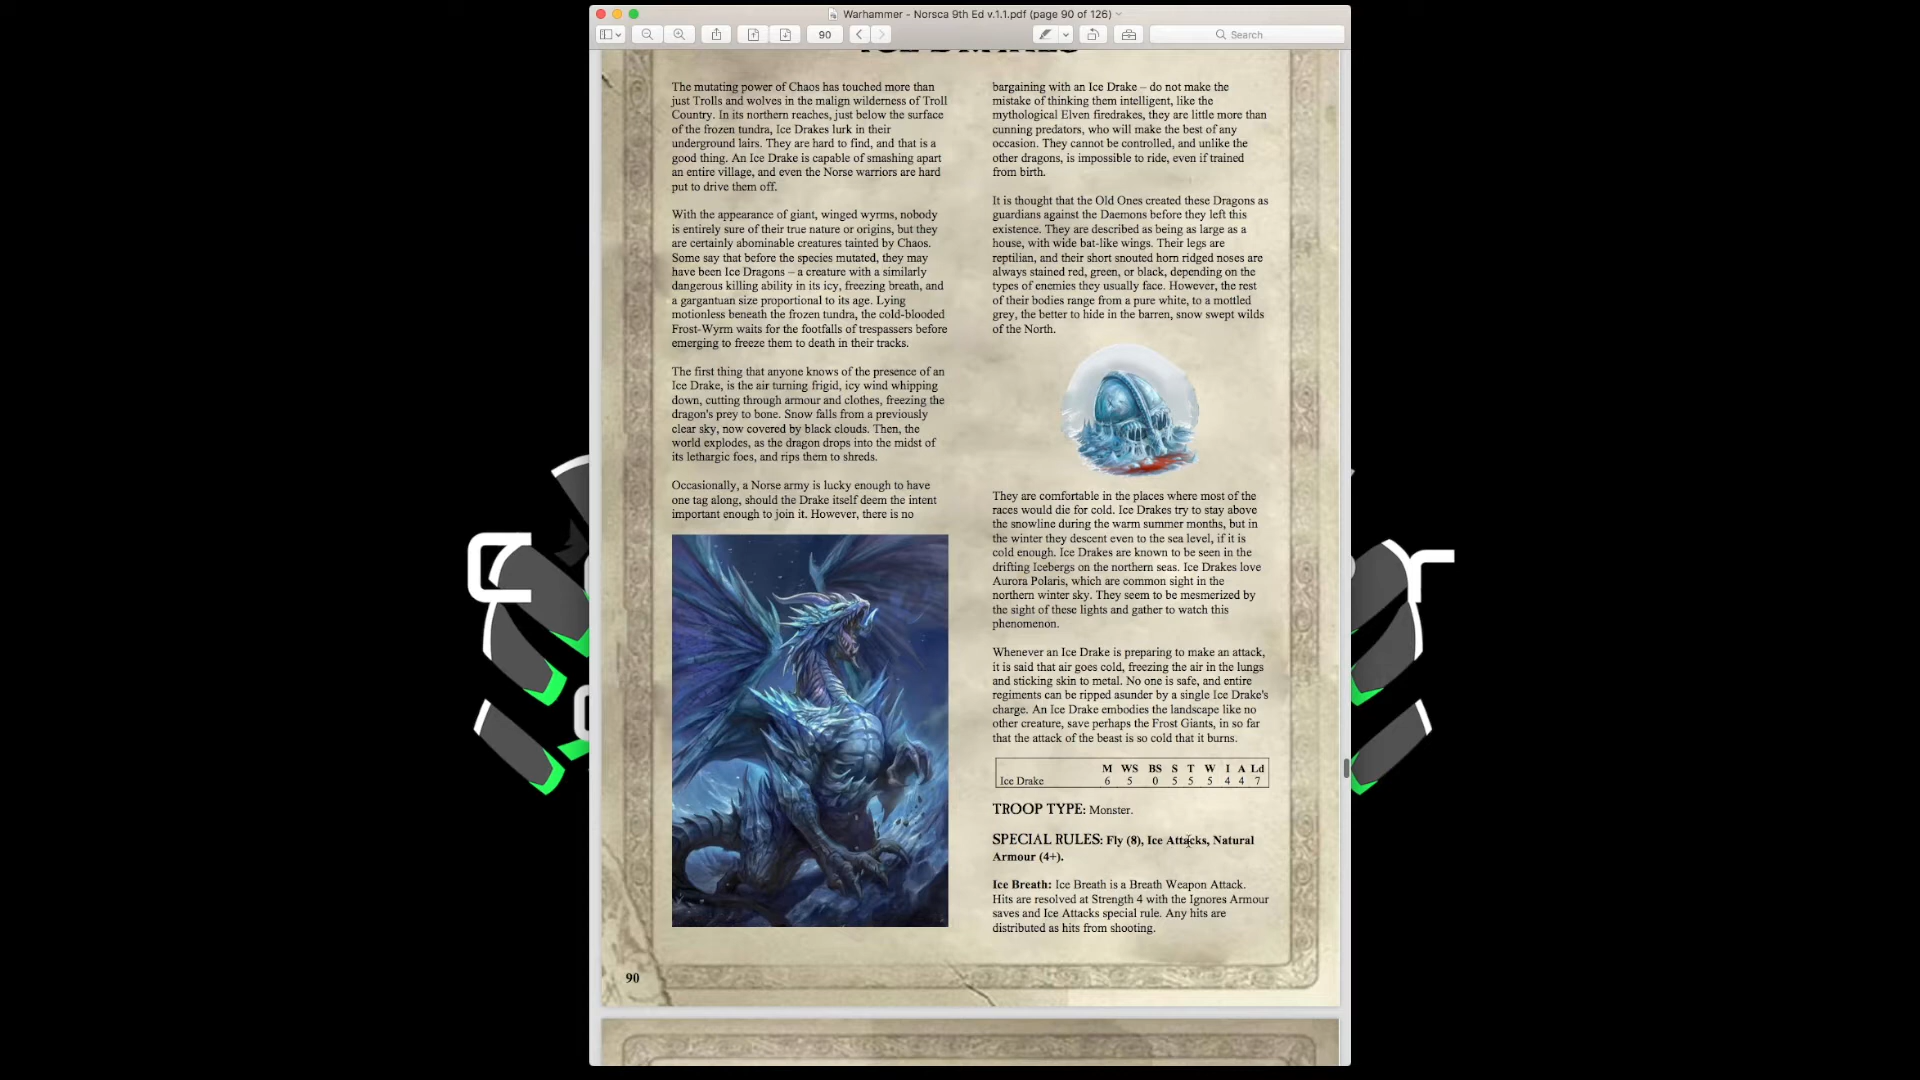 Warhammer - Norsca 9th Ed v.1.1.pdf (page 90 of 126)
90
Search
The mutating power of Chaos has touched more than
just Trolls and wolves in the malign wilderness of Troll
Country. In its northern reaches, just below the surface
of the frozen tundra, Ice Drakes lurk in their
underground lairs. They are hard to find, and that is a
good thing. An Ice Drake is capable of smashing apart
an entire village, and even the Norse warriors are hard
put to drive them off.
With the appearance of giant, winged wyrms, nobody
is entirely sure of their true nature or origins, but they
are certainly abominable creatures tainted by Chaos.
Some say that before the species mutated, they may
have been Ice Dragons – a creature with a similarly
dangerous killing ability in its icy, freezing breath, and
a gargantuan size proportional to its age. Lying
motionless beneath the frozen tundra, the cold-blooded
Frost-Wyrm waits for the footfalls of trespassers before
emerging to freeze them to death in their tracks.
The first thing that anyone knows of the presence of an
Ice Drake, is the air turning frigid, icy wind whipping
down, cutting through armour and clothes, freezing the
dragon's prey to bone. Snow falls from a previously
clear sky, now covered by black clouds. Then, the
world explodes, as the dragon drops into the midst of
its lethargic foes, and rips them to shreds.
Occasionally, a Norse army is lucky enough to have
one tag along, should the Drake itself deem the intent
important enough to join it. However, there is no
bargaining with an Ice Drake – do not make the
mistake of thinking them intelligent, like the
mythological Elven firedrakes, they are little more than
cunning predators, who will make the best of any
occasion. They cannot be controlled, and unlike the
other dragons, is impossible to ride, even if trained
from birth.
It is thought that the Old Ones created these Dragons as
guardians against the Daemons before they left this
existence. They are described as being as large as a
house, with wide bat-like wings. Their legs are
reptilian, and their short snouted horn ridged noses are
always stained red, green, or black, depending on the
types of enemies they usually face. However, the rest
of their bodies range from a pure white, to a mottled
grey, the better to hide in the barren, snow swept wilds
of the North.
They are comfortable in the places where most of the
races would die for cold. Ice Drakes try to stay above
the snowline during the warm summer months, but in
the winter they descent even to the sea level, if it is
cold enough. Ice Drakes are known to be seen in the
drifting Icebergs on the northern seas. Ice Drakes love
Aurora Polaris, which are common sight in the
northern winter sky. They seem to be mesmerized by
the sight of these lights and gather to watch this
phenomenon.
Whenever an Ice Drake is preparing to make an attack,
it is said that air goes cold, freezing the air in the lungs
and sticking skin to metal. No one is safe, and entire
regiments can be ripped asunder by a single Ice Drake's
charge. An Ice Drake embodies the landscape like no
other creature, save perhaps the Frost Giants, in so far
that the attack of the beast is so cold that it burns.
M WS BS S T W I A Ld
Ice Drake 6 5 0 5 5 5 4 4 7
TROOP TYPE: Monster.
SPECIAL RULES: Fly (8), Ice Attacks, Natural
Armour (4+).
Ice Breath: Ice Breath is a Breath Weapon Attack.
Hits are resolved at Strength 4 with the Ignores Armour
saves and Ice Attacks special rule. Any hits are
distributed as hits from shooting.
90